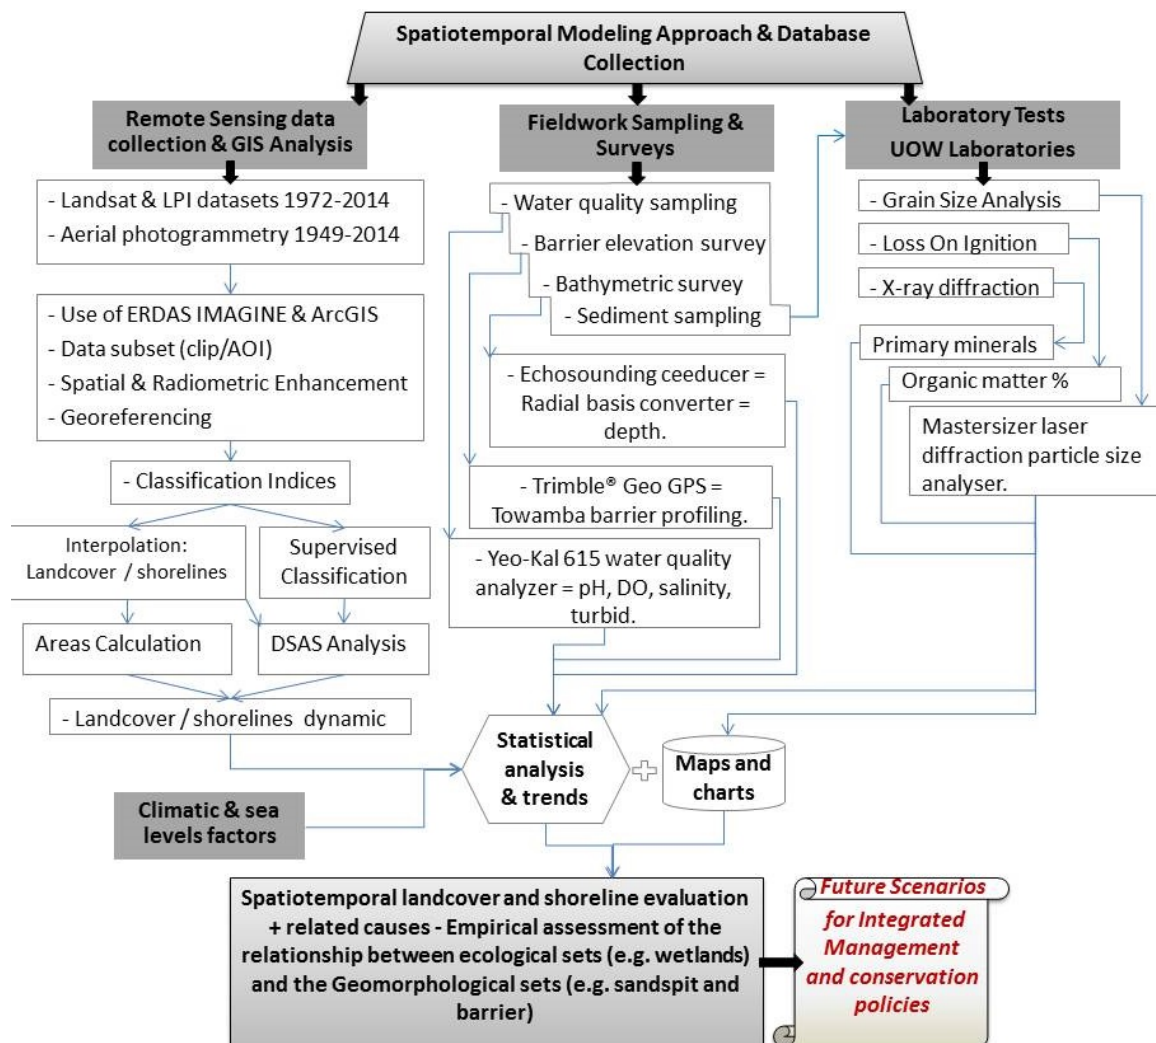 Spatiotemporal Modeling Approach & Database
Collection
Remote Sensing data
collection & GIS Analysis
Fieldwork Sampling &
Surveys
Laboratory Tests
UOW Laboratories
- Landsat & LPI datasets 1972-2014
- Aerial photogrammetry 1949-2014
- Use of ERDAS IMAGINE & ArcGIS
- Data subset (clip/AOI)
- Spatial & Radiometric Enhancement
- Georeferencing
- Classification Indices
Interpolation:
Landcover / shorelines
Supervised
Classification
Areas Calculation
DSAS Analysis
- Landcover / shorelines dynamic
Climatic & sea
levels factors
- Water quality sampling
- Barrier elevation survey
- Bathymetric survey
- Sediment sampling
- Echosounding ceeducer =
Radial basis converter =
depth.
- Trimble® Geo GPS =
Towamba barrier profiling.
- Yeo-Kal 615 water quality
analyzer = pH, DO, salinity,
turbid.
- Grain Size Analysis
- Loss On Ignition
- X-ray diffraction
Primary minerals
Organic matter %
Mastersizer laser
diffraction particle size
analyser.
Statistical
analysis
& trends
Maps and
charts
Spatiotemporal landcover and shoreline evaluation
+ related causes - Empirical assessment of the
relationship between ecological sets (e.g. wetlands)
and the Geomorphological sets (e.g. sandspit and
barrier)
Future Scenarios
for Integrated
Management
and conservation
policies